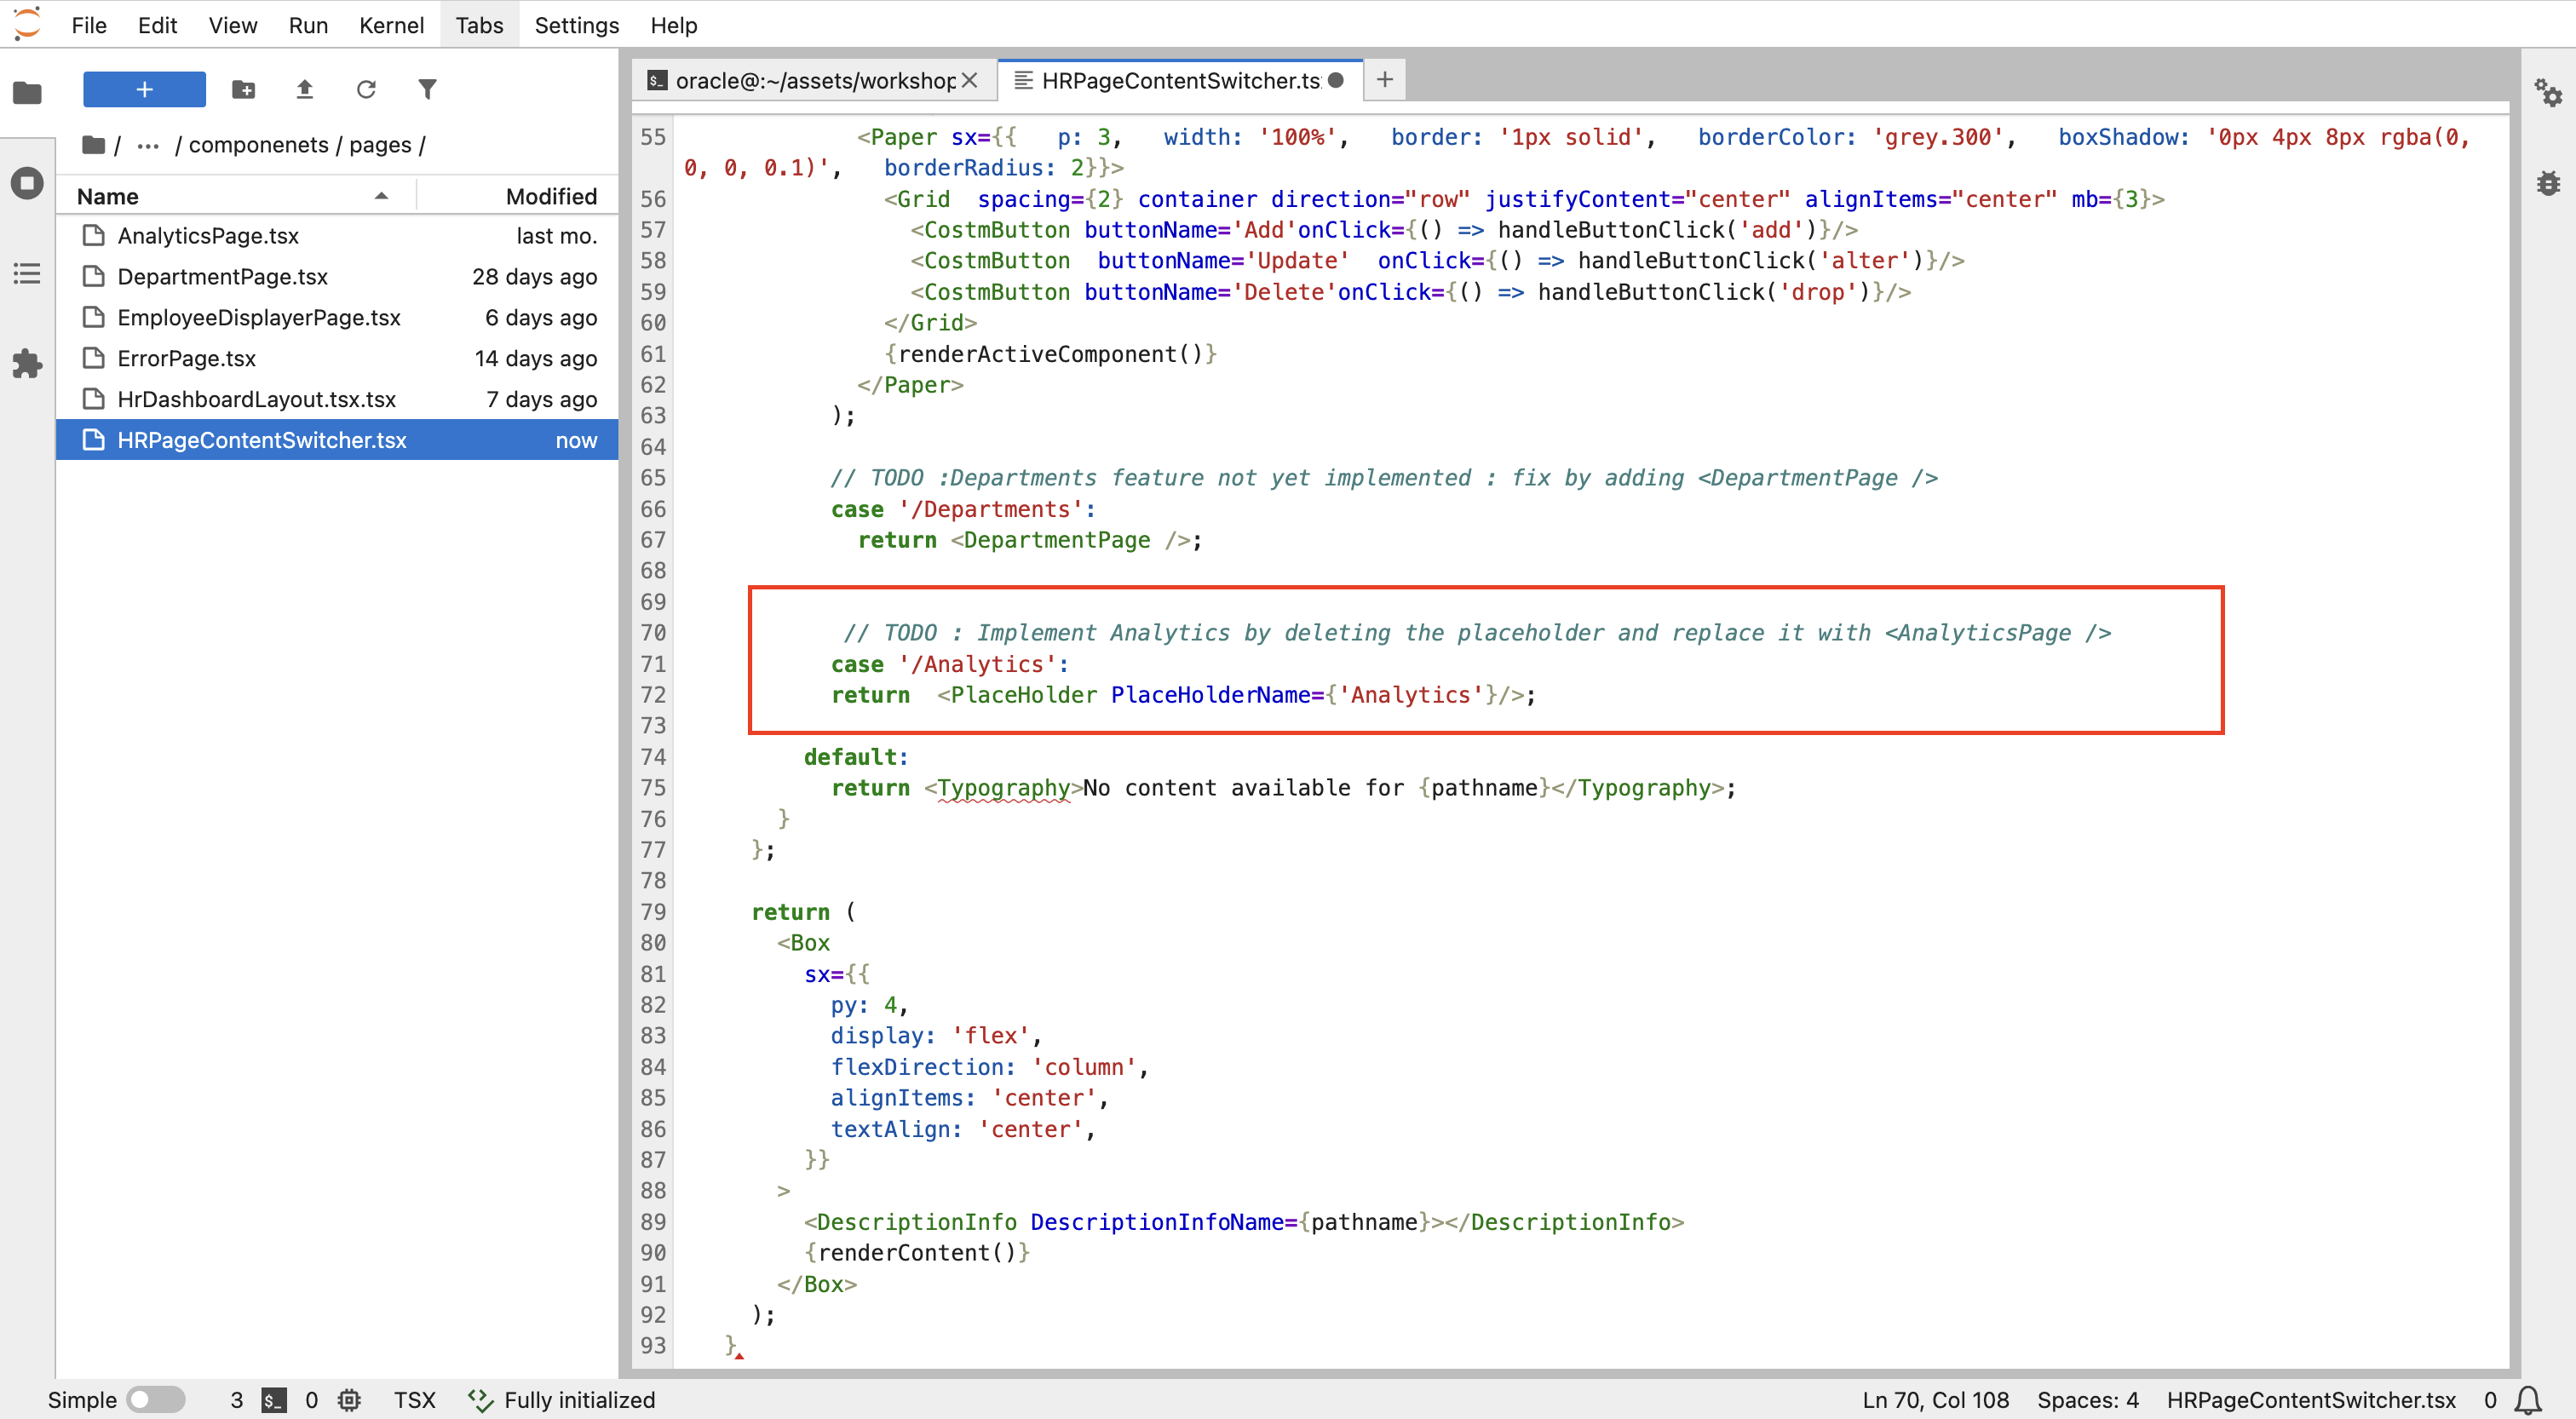 File Edit View Run Kernel Tabs Settings Help
+
/ ··· / componenets / pages /
Name Modified
AnalyticsPage.tsx last mo.
DepartmentPage.tsx 28 days ago
EmployeeDisplayerPage.tsx 6 days ago
ErrorPage.tsx 14 days ago
HrDashboardLayout.tsx.tsx 7 days ago
HRPageContentSwitcher.tsx now
oracle@:~/assets/workshop HRPageContentSwitcher.ts +
55 <Paper sx={{ p: 3, width: '100%', border: '1px solid', borderColor: 'grey.300', boxShadow: '0px 4px 8px rgba(0,
0, 0, 0.1)', borderRadius: 2}}>
56 <Grid spacing={2} container direction="row" justifyContent="center" alignItems="center" mb={3}>
57 <CostmButton buttonName='Add'onClick={() => handleButtonClick('add')}/>
58 <CostmButton buttonName='Update' onClick={() => handleButtonClick('alter')}/>
59 <CostmButton buttonName='Delete'onClick={() => handleButtonClick('drop')}/>
60 </Grid>
61 {renderActiveComponent()}
62 </Paper>
63 );
64
65 // TODO :Departments feature not yet implemented : fix by adding <DepartmentPage />
66 case '/Departments':
67 return <DepartmentPage />;
68
69
70 // TODO : Implement Analytics by deleting the placeholder and replace it with <AnalyticsPage />
71 case '/Analytics':
72 return <PlaceHolder PlaceHolderName={'Analytics'}/>;
73
74 default:
75 return <Typography>No content available for {pathname}</Typography>;
76 }
77 };
78
79 return (
80 <Box
81 sx={{
82 py: 4,
83 display: 'flex',
84 flexDirection: 'column',
85 alignItems: 'center',
86 textAlign: 'center',
87 }}
88 >
89 <DescriptionInfo DescriptionInfoName={pathname}></DescriptionInfo>
90 {renderContent()}
91 </Box>
92 );
93 }
Simple 3 $_ 0 TSX Fully initialized Ln 70, Col 108 Spaces: 4 HRPageContentSwitcher.tsx 0